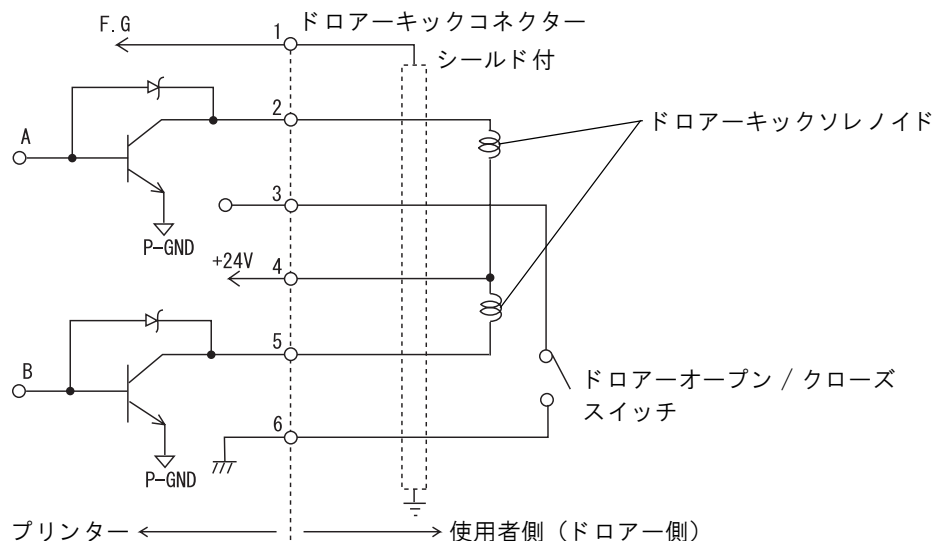 F.G
1
ドロアーキックコネクター
シールド付
2
A
ドロアーキックソレノイド
3
P-GND
+24V
4
5
B
ドロアーオープン / クローズ
スイッチ
6
P-GND
プリンター
使用者側（ドロアー側）